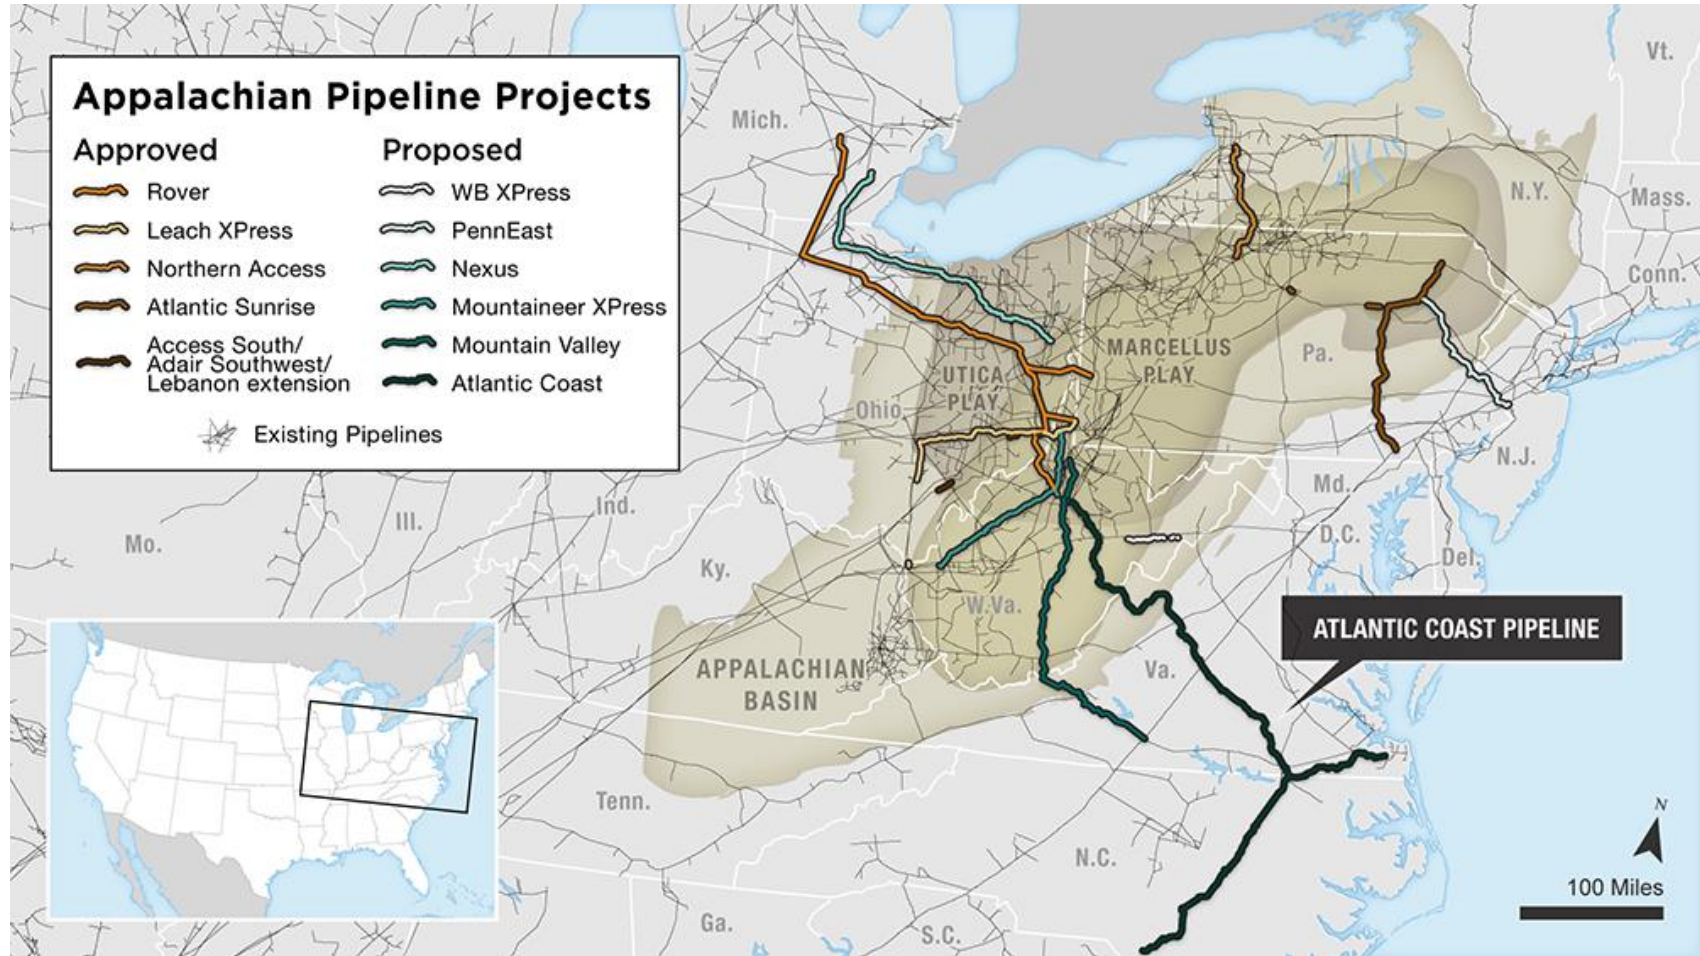 Appalachian Pipeline Projects
Approved
Rover
Leach XPress
Northern Access
Atlantic Sunrise
Access South/
Adair Southwest/
Lebanon extension
Proposed
WB XPress
PennEast
Nexus
Mountaineer XPress
Mountain Valley
Atlantic Coast
Existing Pipelines
Mich.
Vt.
N.Y.
Mass.
Conn.
Pa.
MARCELLUS
PLAY
UTICA
PLAY
Ohio
N.J.
Md.
D.C.
Del.
Ind.
Ill.
Mo.
Ky.
W.Va.
ATLANTIC COAST PIPELINE
Va.
APPALACHIAN
BASIN
Tenn.
N.C.
Ga.
S.C.
N
100 Miles